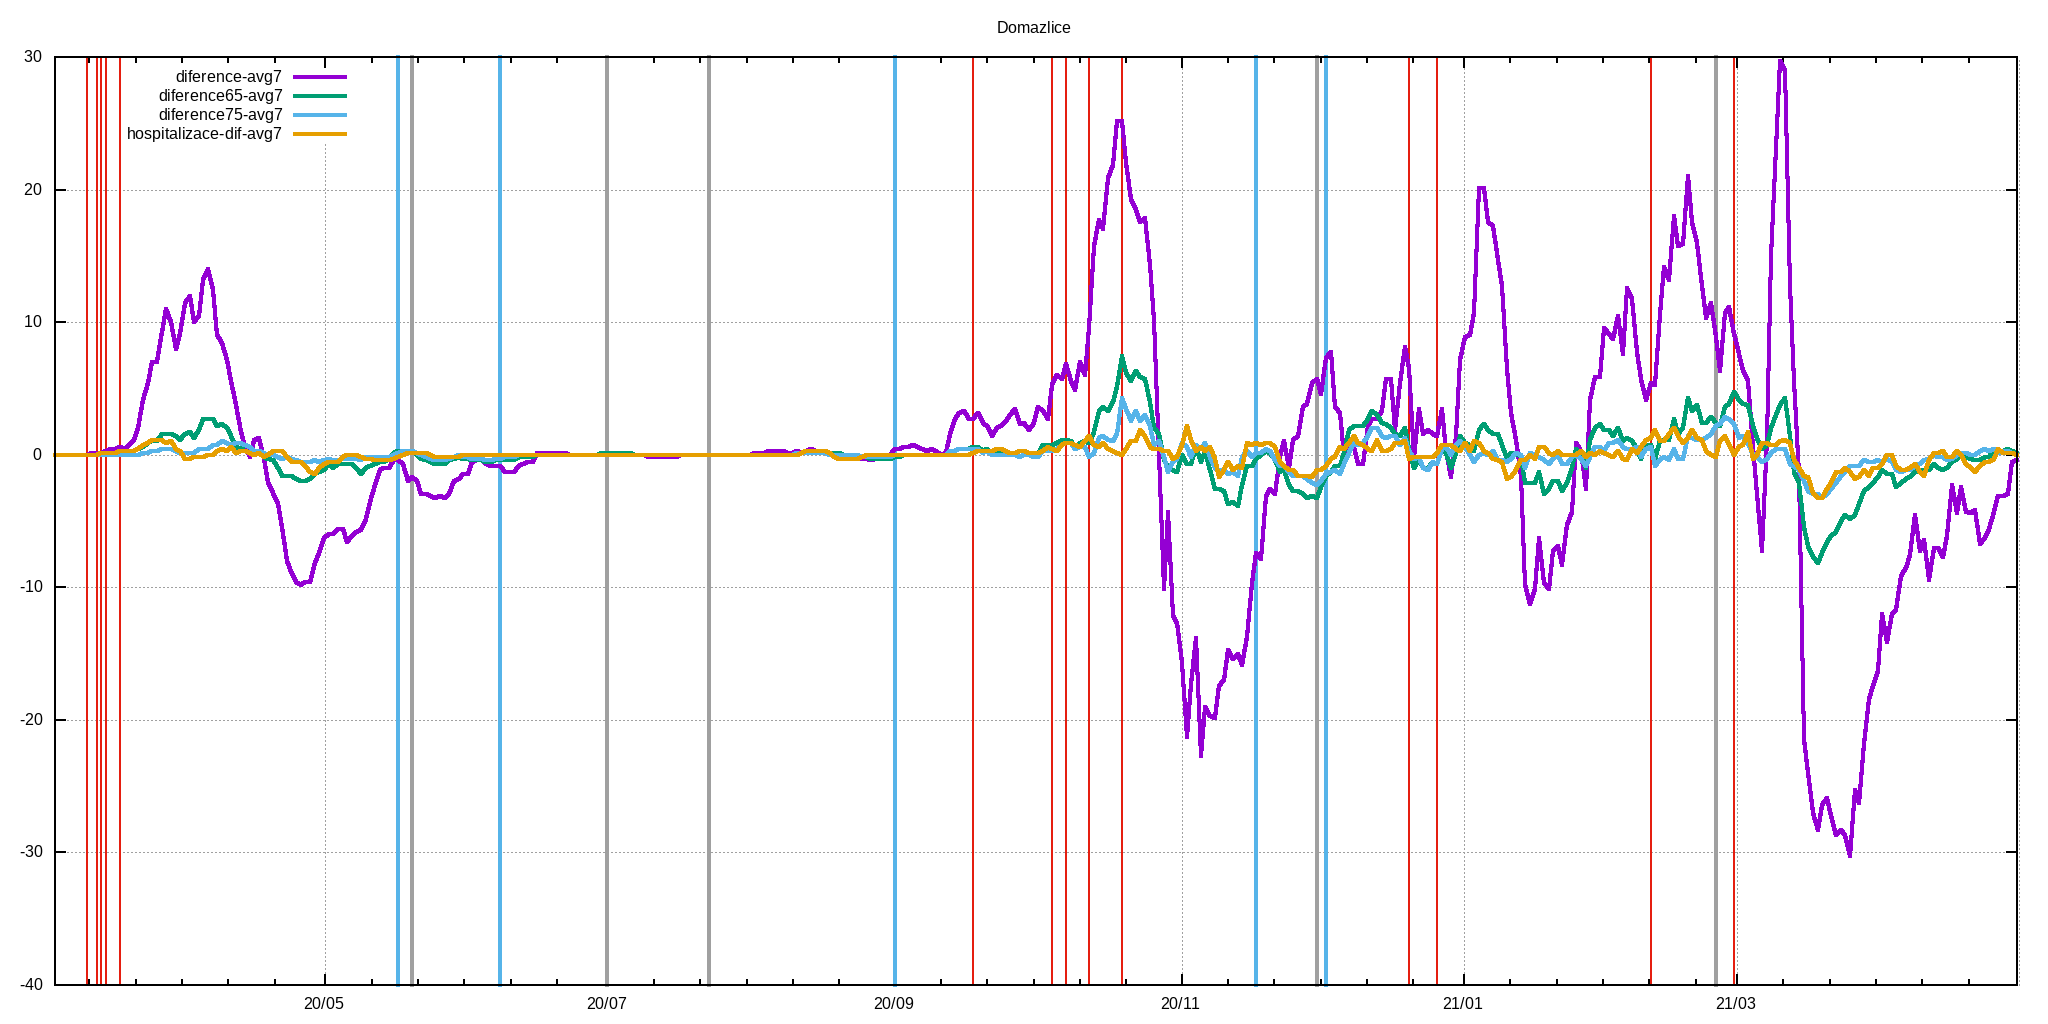 Domazlice
30
diference-avg7
diference65-avg7
diference75-avg7
hospitalizace-dif-avg7
20
10
0
-10
-20
-30
-40
20/05 20/07 20/09 20/11 21/01 21/03